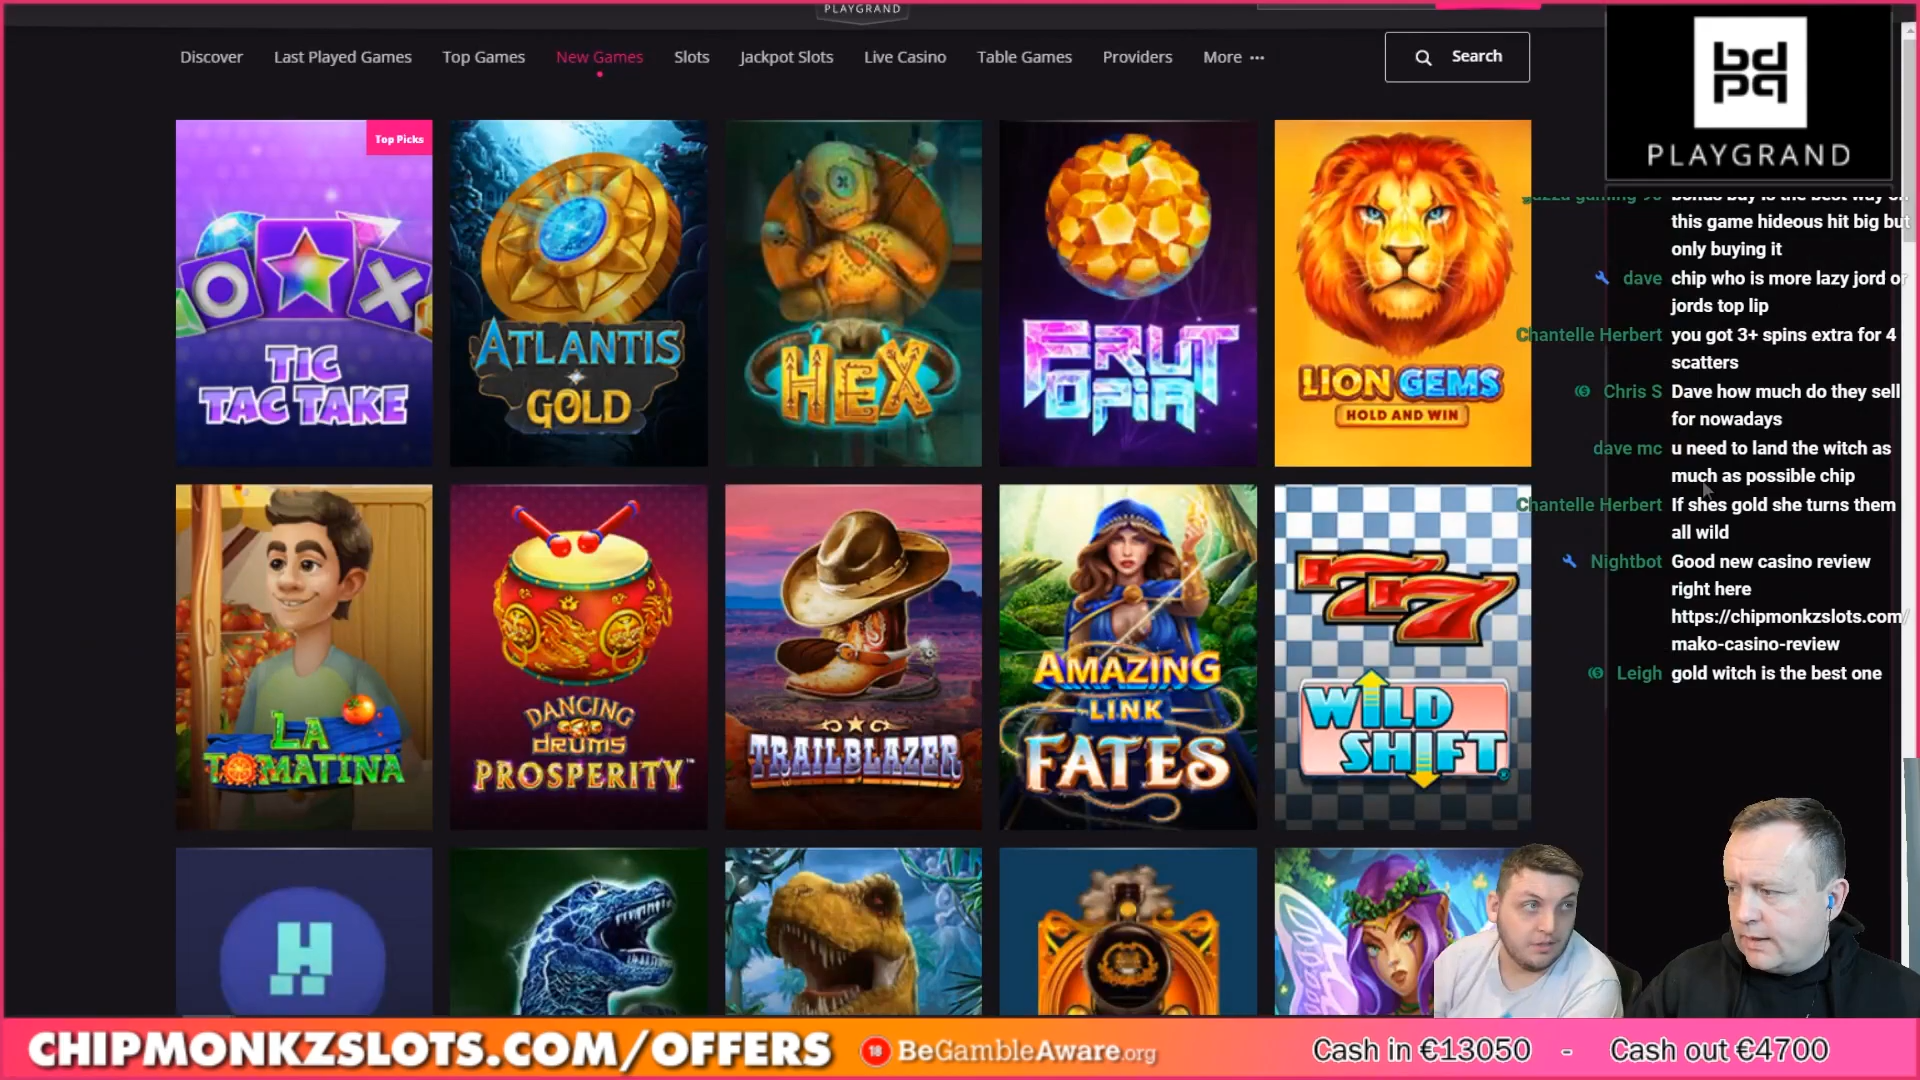 PLAYGRAND
Discover
Last Played Games
Top Games
New Games
Slots
Jackpot Slots
Live Casino
Table Games
Providers
More
Search
Top Picks
TIC
TAC TAKE
ATLANTIS
GOLD
HEX
FRUT
OPIA
LION GEMS
HOLD AND WIN
LA
TOMATINA
DANCING
DRUMS
PROSPERITY™
TRAILBLAZER
AMAZING
LINK
FATES
777
WILD
SHIFT
H
PLAYGRAND
this game hideous hit big but
only buying it
dave chip who is more lazy jord or
jords top lip
Chantelle Herbert you got 3+ spins extra for 4
scatters
Chris S Dave how much do they sell
for nowadays
dave mc u need to land the witch as
much as possible chip
Chantelle Herbert If shes gold she turns them
all wild
Nightbot Good new casino review
right here
https://chipmonkzslots.com/
mako-casino-review
Leigh gold witch is the best one
CHIPMONKZSLOTS.COM/OFFERS
18 BeGambleAware.org
Cash in €13050 - Cash out €4700